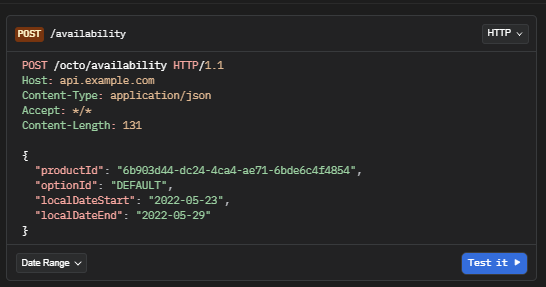 POST /availability
HTTP
POST /octo/availability HTTP/1.1
Host: api.example.com
Content-Type: application/json
Accept: */*
Content-Length: 131
{
"productId": "6b903d44-dc24-4ca4-ae71-6bde6c4f4854",
"optionId": "DEFAULT",
"localDateStart": "2022-05-23",
"localDateEnd": "2022-05-29"
}
Date Range
Test it